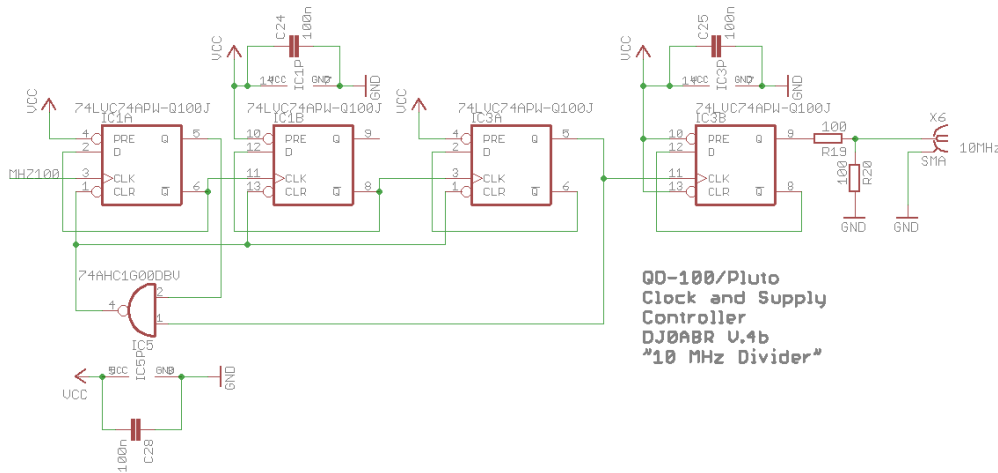 C24
100n
VCC
IC1P
14
VCC
GND
7
GND
C25
100n
VCC
IC3P
14
VCC
GND
7
GND
VCC
74LVC74APW-Q100J
IC1A
4
PRE
Q
5
2
D
MHZ100
3
CLK
1
CLR
Q
6
74LVC74APW-Q100J
IC1B
10
PRE
Q
9
12
D
11
CLK
13
CLR
Q
8
VCC
74LVC74APW-Q100J
IC3A
4
PRE
Q
5
2
D
3
CLK
1
CLR
Q
6
74LVC74APW-Q100J
IC3B
10
PRE
Q
9
12
D
11
CLK
13
CLR
Q
8
100
R19
100
R20
GND
X6
10MHz
SMA
GND
74AHC1G00DBV
4
2
1
IC5
QO-100/Pluto
Clock and Supply
Controller
DJ0ABR V.4b
"10 MHz Divider"
VCC
5
VCC
IC5P
GND
GND
100n
C28